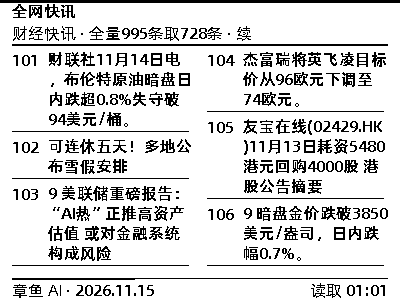 全网快讯
财经快讯·全量995条取728条·续
101 财联社11月14日电
，布伦特原油暗盘日
内跌超0.8%失守破
94美元/桶。
102 可连休五天！多地公
布雪假安排
103 9 美联储重磅报告：
“AI热”正推高资产
估值 或对金融系统
构成风险
104 杰富瑞将英飞凌目标
价从96欧元下调至
74欧元。
105 友宝在线(02429.HK
)11月13日耗资5480
港元回购4000股 港
股公告摘要
106 9 暗盘金价跌破3850
美元/盎司，日内跌
幅0.7%。
章鱼 AI · 2026.11.15
读取 01:01